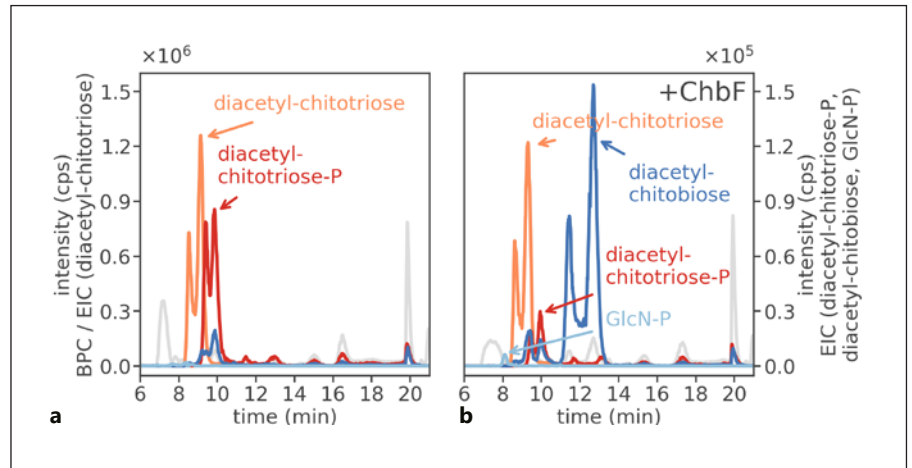 ×10⁶
×10⁵
intensity (cps)
BPC / EIC (diacetyl-chitotriose)
1.5
1.2
0.9
0.6
0.3
0.0
diacetyl-chitotriose
diacetyl-
chitotriose-P
6 8 10 12 14 16 18 20
time (min)
a
+ChbF
diacetyl-chitotriose
diacetyl-
chitobiose
diacetyl-
chitotriose-P
GlcN-P
6 8 10 12 14 16 18 20
time (min)
b
1.5
1.2
0.9
0.6
0.3
0.0
intensity (cps)
EIC (diacetyl-chitotriose-P,
diacetyl-chitobiose, GlcN-P)